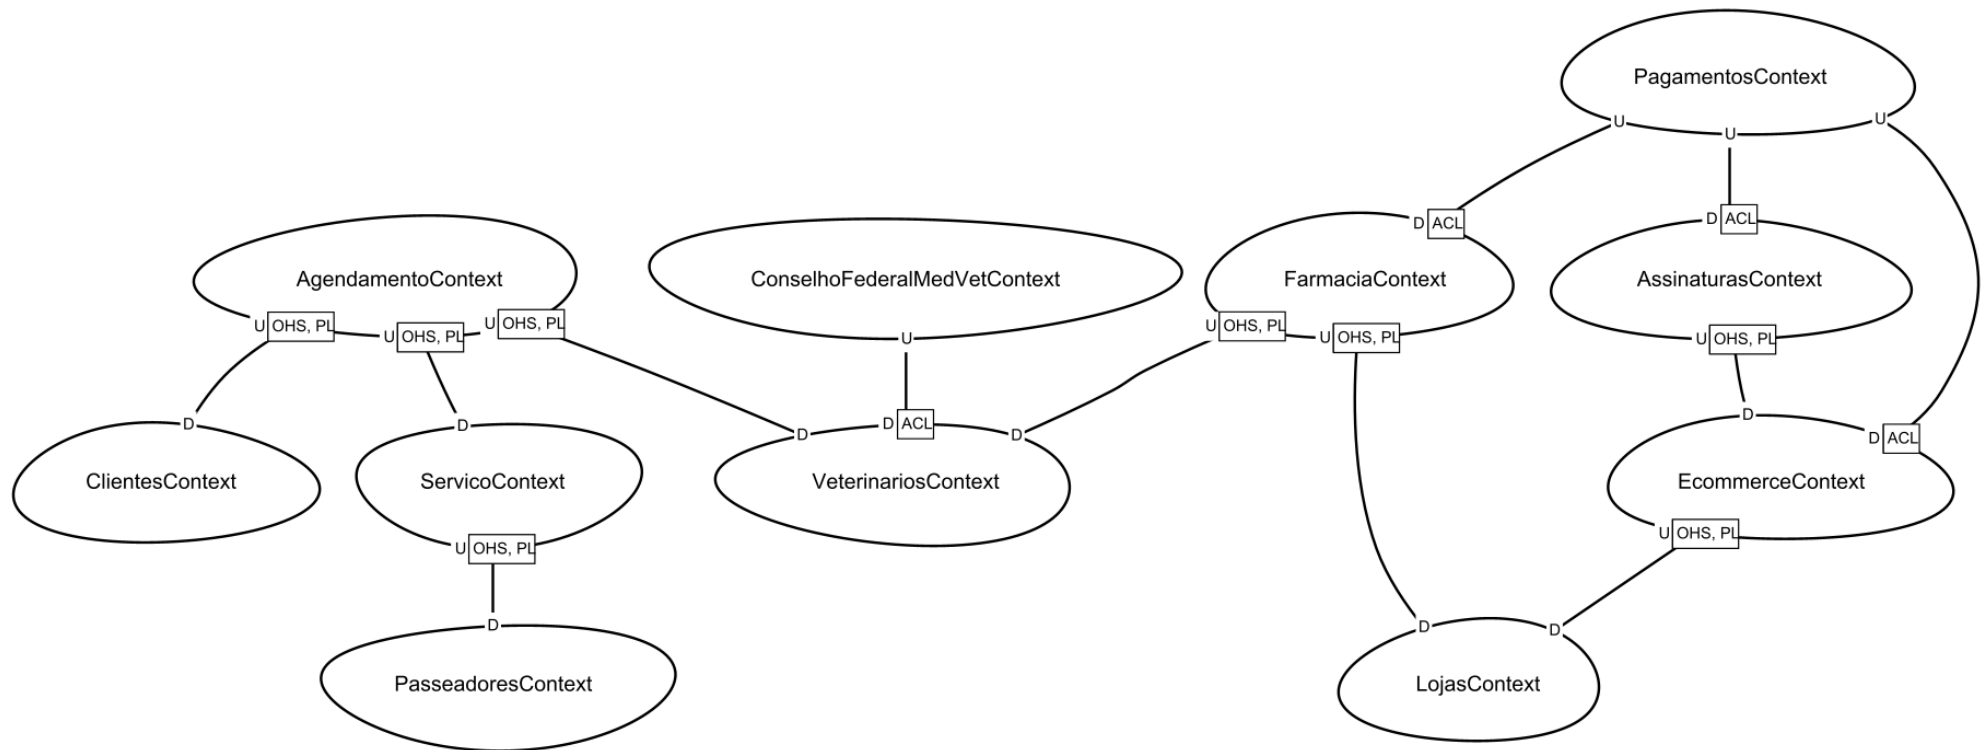 PagamentosContext
U
U
U
D ACL
D ACL
AgendamentoContext
ConselhoFederalMedVetContext
FarmaciaContext
AssinaturasContext
U OHS, PL
U OHS, PL
U OHS, PL
U
U OHS, PL
U OHS, PL
U OHS, PL
D
D
D
D ACL
D
D
D ACL
ClientesContext
ServicoContext
VeterinariosContext
EcommerceContext
U OHS, PL
U OHS, PL
D
D
D
PasseadoresContext
LojasContext